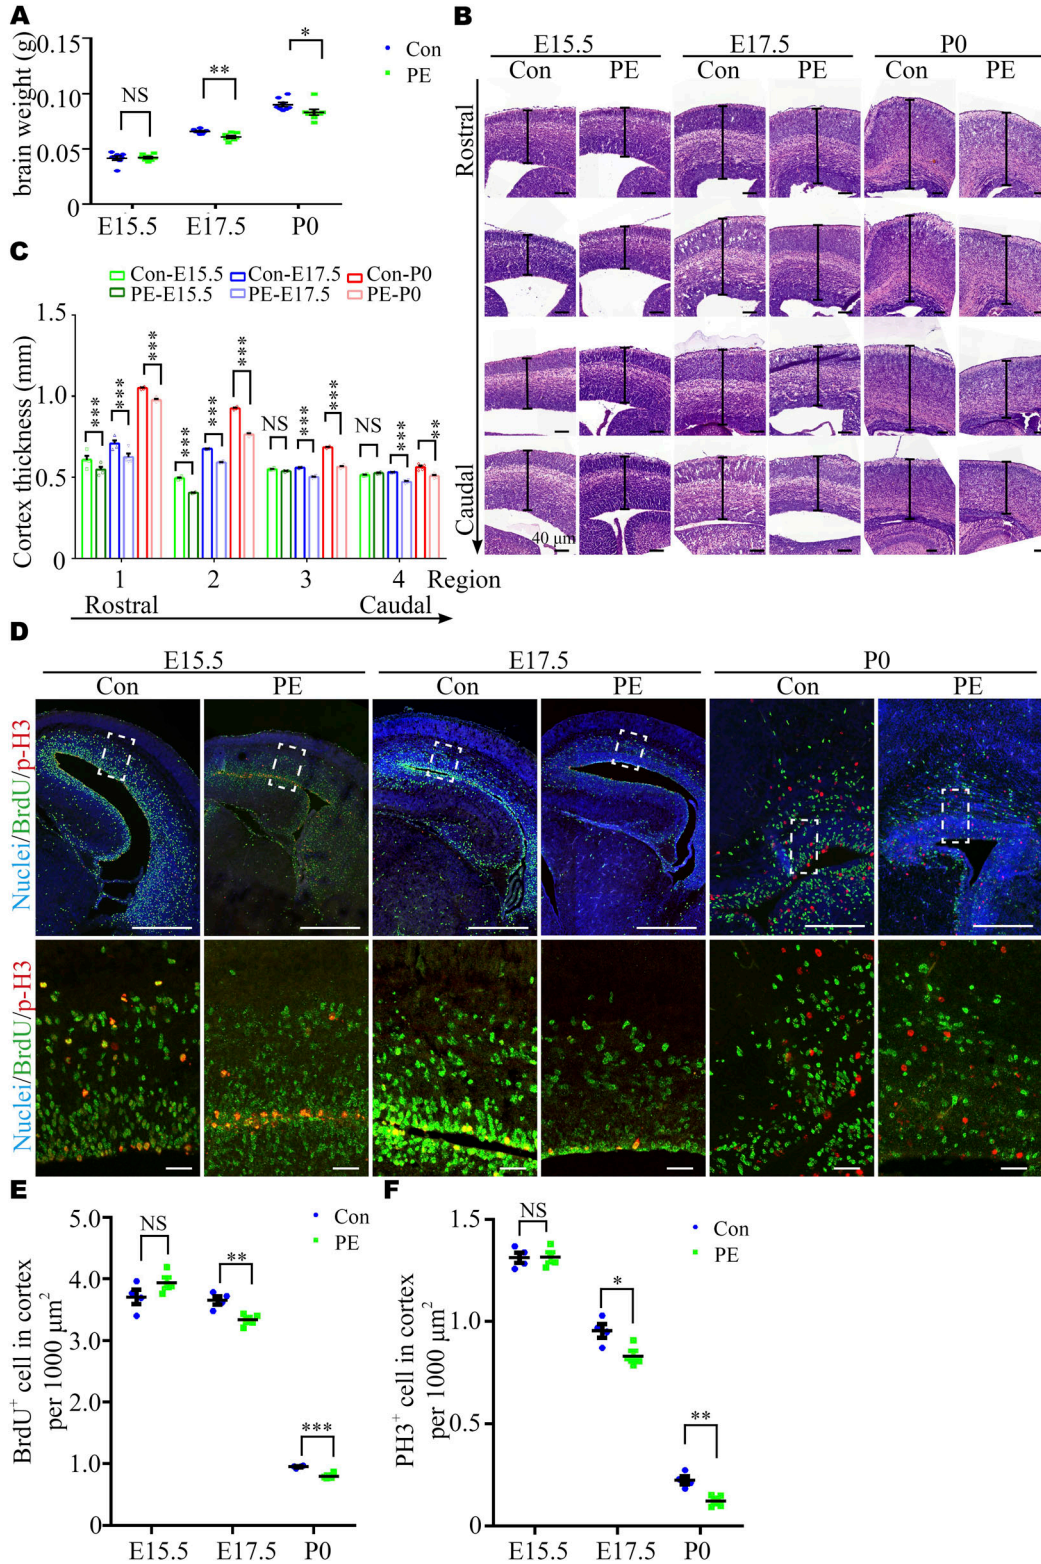 A
brain weight (g)
0.15
0.10
0.05
0
NS
**
*
Con
PE
E15.5
E17.5
P0
B
E15.5
E17.5
P0
Con
PE
Con
PE
Con
PE
Rostral
Caudal
40 µm
C
Con-E15.5
Con-E17.5
Con-P0
PE-E15.5
PE-E17.5
PE-P0
Cortex thickness (mm)
1.5
1.0
0.5
0
***
***
***
***
***
***
NS
***
***
NS
***
**
1
2
3
4
Region
Rostral
Caudal
D
E15.5
E17.5
P0
Con
PE
Con
PE
Con
PE
Nuclei/BrdU/p-H3
Nuclei/BrdU/p-H3
E
BrdU+ cell in cortex
per 1000 µm2
5.0
4.0
3.0
2.0
1.0
0
NS
**
***
Con
PE
E15.5
E17.5
P0
F
PH3+ cell in cortex
per 1000 µm2
1.5
1.0
0.5
0
NS
*
**
Con
PE
E15.5
E17.5
P0